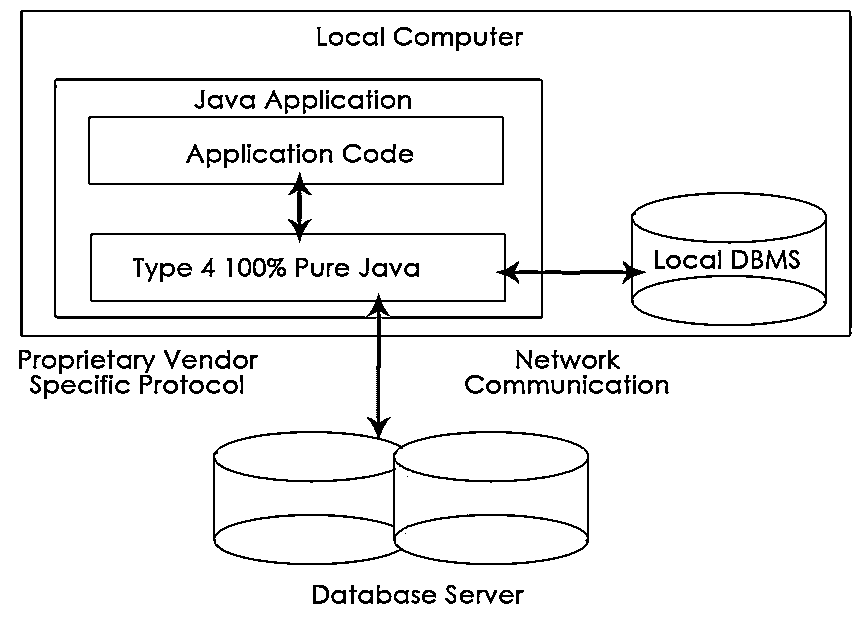 Local Computer
Java Application
Application Code
Type 4 100% Pure Java
Local DBMS
Proprietary Vendor
Specific Protocol
Network
Communication
Database Server